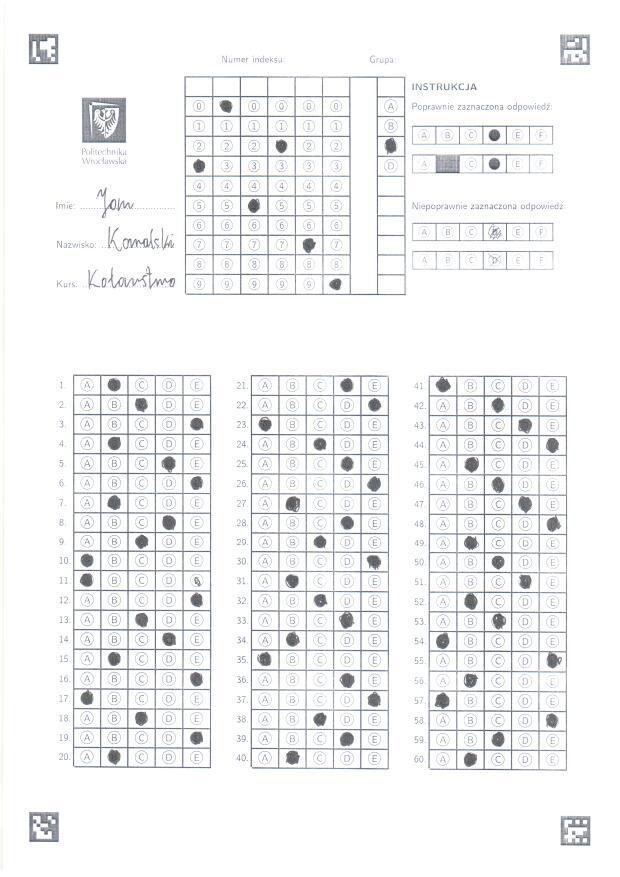 Numer indeksu:
Grupa:
0 0 0 0 0
1 1 1 1 1 1
2 2 2 2 2
3 3 3 3 3
4 4 4 4 4 4
5 5 5 5 5
6 6 6 6 6 6
7 7 7 7 7
8 8 8 8 8 8
9 9 9 9 9
A
B
D
Politechnika
Wrocławska
Imie: Jan
Nazwisko: Kowalski
Kurs:
INSTRUKCJA
Poprawnie zaznaczona odpowiedź:
A B C E F
A C E F
Niepoprawnie zaznaczona odpowiedź:
A B C E F
A B C E F
1. A C D E
2. A B D E
3. A B C D
4. A C D E
5. A B C E
6. A B C D
7. A C D E
8. A B C E
9. A B D E
10. B C D E
11. B C D
12. A B C D
13. A B D E
14. A B C E
15. A C D E
16. A B C D
17. B C D E
18. A B D E
19. A B C D
20. A C D E
21. A B C E
22. A B C D
23. B C D E
24. A B D E
25. A B C E
26. A B C D
27. A C D E
28. A B C E
29. A B D E
30. A B C D
31. A C D E
32. A B D E
33. A B C E
34. A C D E
35. B C D E
36. A B C E
37. A B C D
38. A B D E
39. A B C E
40. A C D E
41. B C D E
42. A B D E
43. A B C E
44. A B C D
45. A C D E
46. A B D E
47. A B C E
48. A B C D
49. A C D E
50. A B D E
51. A B C E
52. A C D E
53. A B D E
54. B C D E
55. A B C D
56. A C D E
57. B C D E
58. A B C D
59. A B D E
60. A C D E